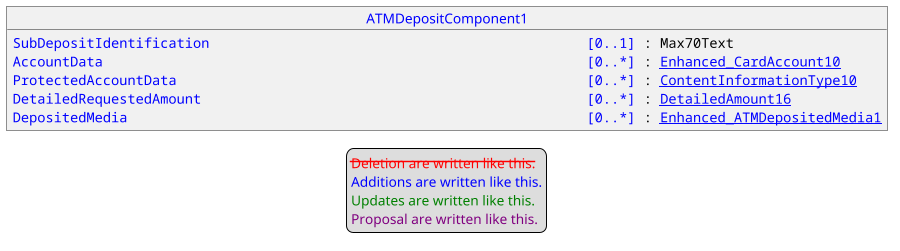 ATMDepositComponent1
SubDepositIdentification [0..1] : Max70Text
AccountData [0..*] : Enhanced_CardAccount10
ProtectedAccountData [0..*] : ContentInformationType10
DetailedRequestedAmount [0..*] : DetailedAmount16
DepositedMedia [0..*] : Enhanced_ATMDepositedMedia1
Deletion are written like this.
Additions are written like this.
Updates are written like this.
Proposal are written like this.